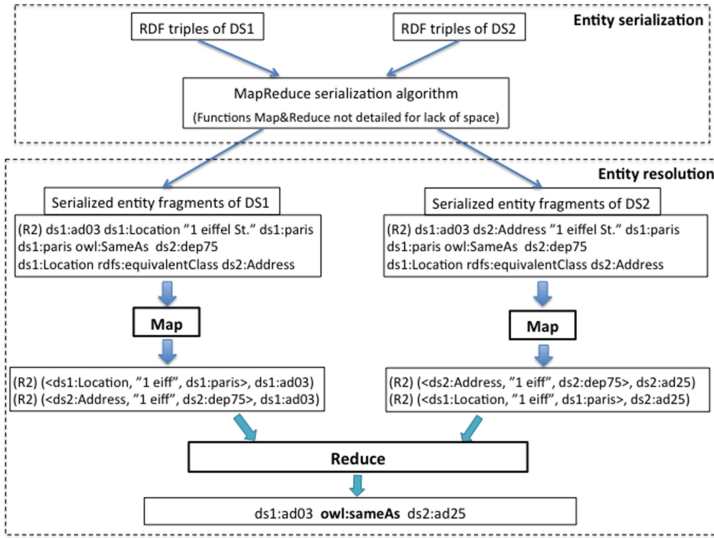 Entity serialization
RDF triples of DS1
RDF triples of DS2
MapReduce serialization algorithm
(Functions Map&Reduce not detailed for lack of space)
Entity resolution
Serialized entity fragments of DS1
(R2) ds1:ad03 ds1:Location "1 eiffel St." ds1:paris
ds1:paris owl:SameAs ds2:dep75
ds1:Location rdfs:equivalentClass ds2:Address
Map
(R2) (<ds1:Location, "1 eiff", ds1:paris>, ds1:ad03)
(R2) (<ds2:Address, "1 eiff", ds2:dep75>, ds1:ad03)
Serialized entity fragments of DS2
(R2) ds1:ad03 ds2:Address "1 eiffel St." ds1:paris
ds1:paris owl:SameAs ds2:dep75
ds1:Location rdfs:equivalentClass ds2:Address
Map
(R2) (<ds2:Address, "1 eiff", ds2:dep75>, ds2:ad25)
(R2) (<ds1:Location, "1 eiff", ds1:paris>, ds2:ad25)
Reduce
ds1:ad03 owl:sameAs ds2:ad25